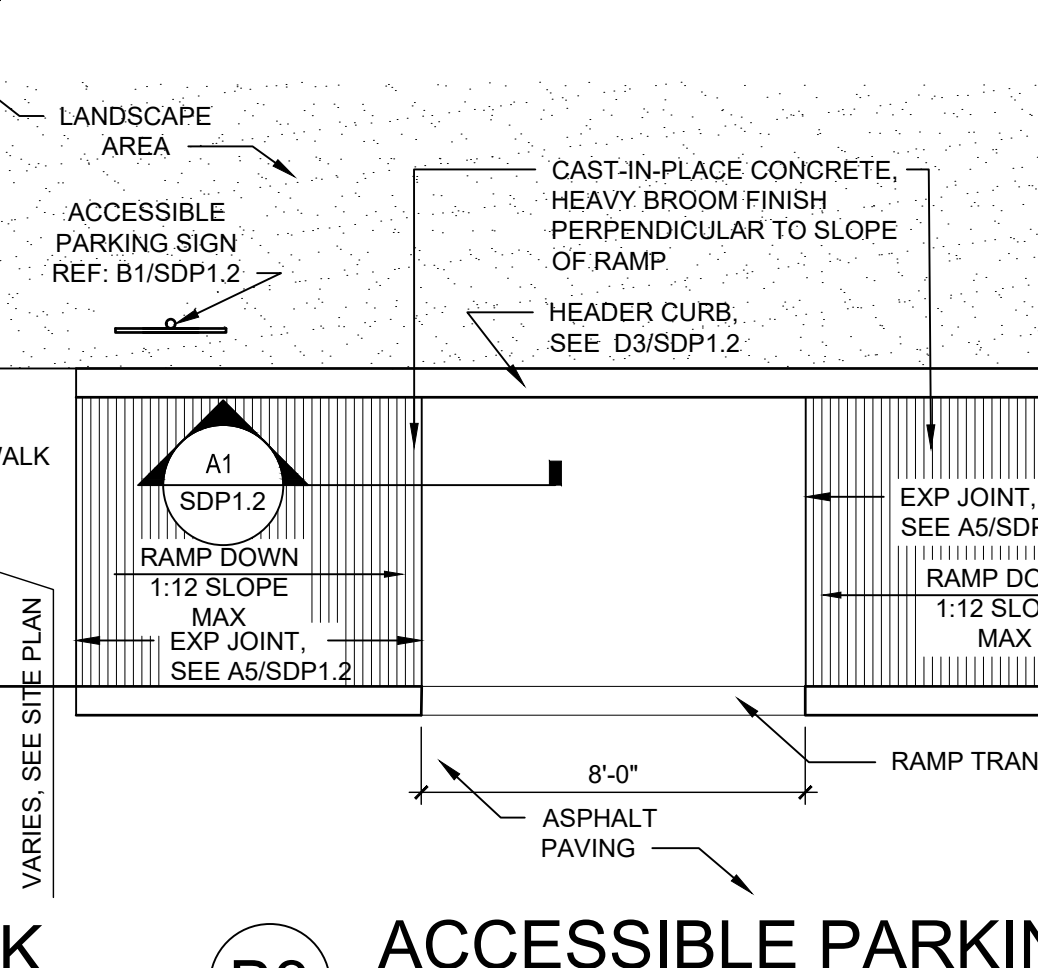 LANDSCAPE
AREA
ACCESSIBLE
PARKING SIGN
REF: B1/SDP1.2
CAST-IN-PLACE CONCRETE,
HEAVY BROOM FINISH
PERPENDICULAR TO SLOPE
OF RAMP
HEADER CURB,
SEE D3/SDP1.2
A1
SDP1.2
RAMP DOWN
1:12 SLOPE
MAX
EXP JOINT,
SEE A5/SDP1.2
EXP JOINT,
SEE A5/SDP
RAMP DO
1:12 SLO
MAX
VARIES, SEE SITE PLAN
RAMP TRAN
8'-0"
ASPHALT
PAVING
ACCESSIBLE PARKIN